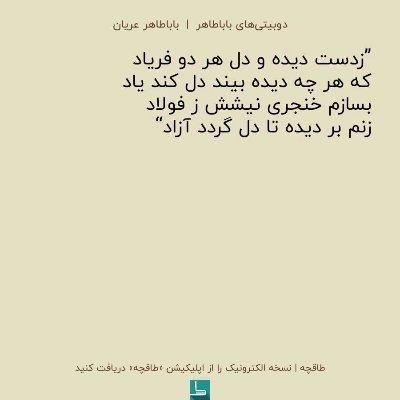 دوبیتی‌های باباطاهر | باباطاهر عریان
”زدست دیده و دل هر دو فریاد
که هر چه دیده بیند دل کند یاد
بسازم خنجری نیشش ز فولاد
زنم بر دیده تا دل گردد آزاد“
طاقچه | نسخه الکترونیک را از اپلیکیشن «طاقچه» دریافت کنید